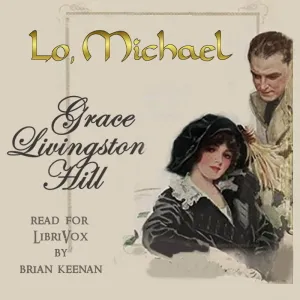 Lo, Michael
Grace
Livingston
Hill
READ FOR
LIBRIVOX
BY
BRIAN KEENAN